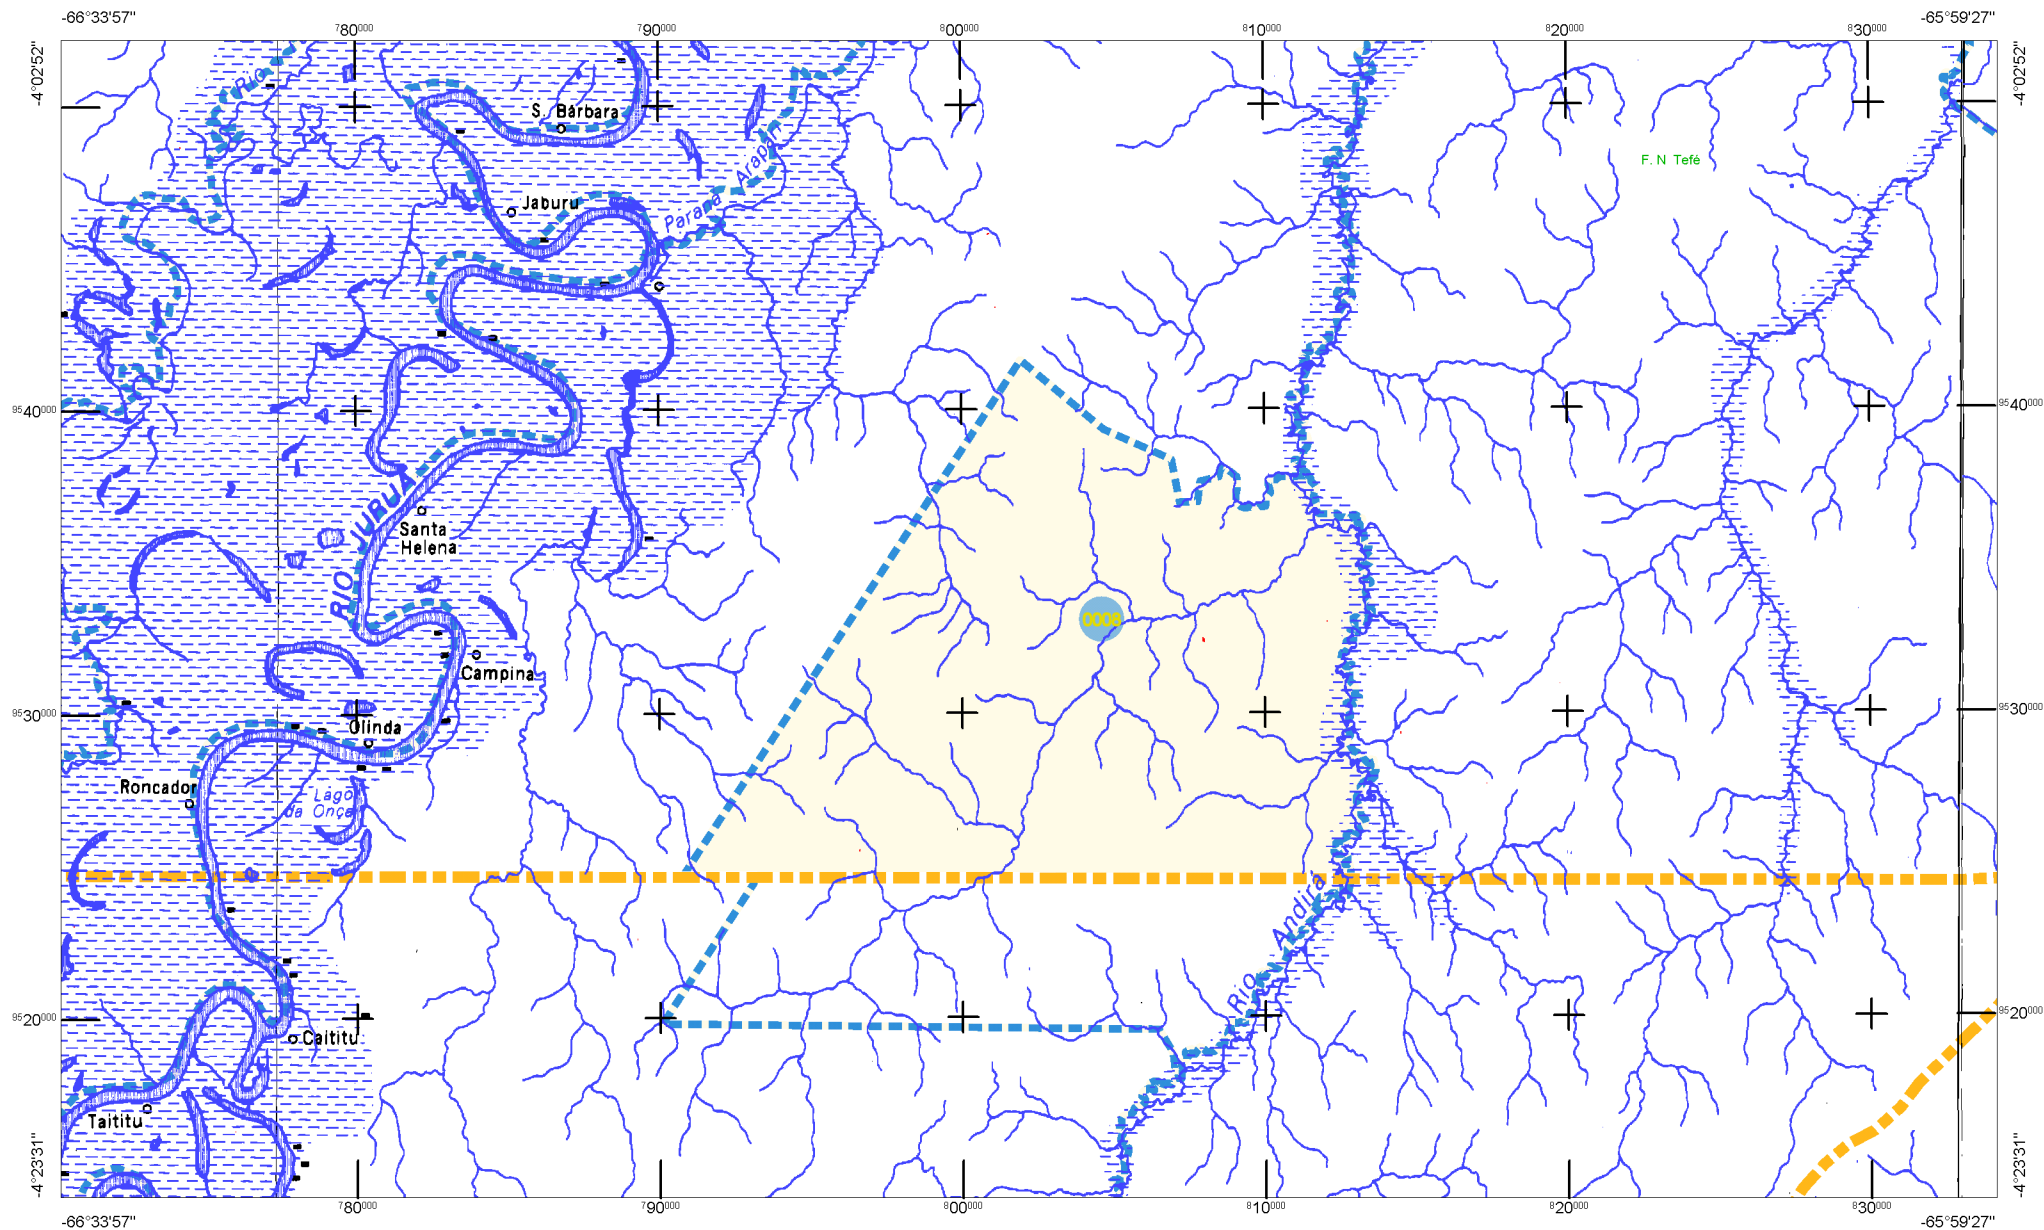 -66°33'57"
-65°59'27"
780000
790000
800000
810000
820000
830000
-4°02'52"
-4°02'52"
Rio
S. Bárbara
Arapari
F. N Tefé
Jaburu
Paraná
9540000
9540000
RIO JURUÁ
Santa
Helena
0008
Campina
9530000
9530000
Olinda
Roncador
Lago
da Onça
Rio Andirá
9520000
9520000
Caititu
Taititu
-4°23'31"
-4°23'31"
780000
790000
800000
810000
820000
830000
-66°33'57"
-65°59'27"